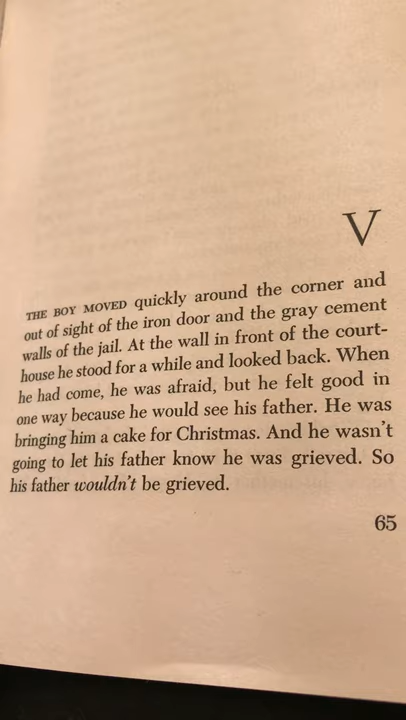 V
THE BOY MOVED quickly around the corner and
out of sight of the iron door and the gray cement
walls of the jail. At the wall in front of the court-
house he stood for a while and looked back. When
he had come, he was afraid, but he felt good in
one way because he would see his father. He was
bringing him a cake for Christmas. And he wasn't
going to let his father know he was grieved. So
his father wouldn't be grieved.
65